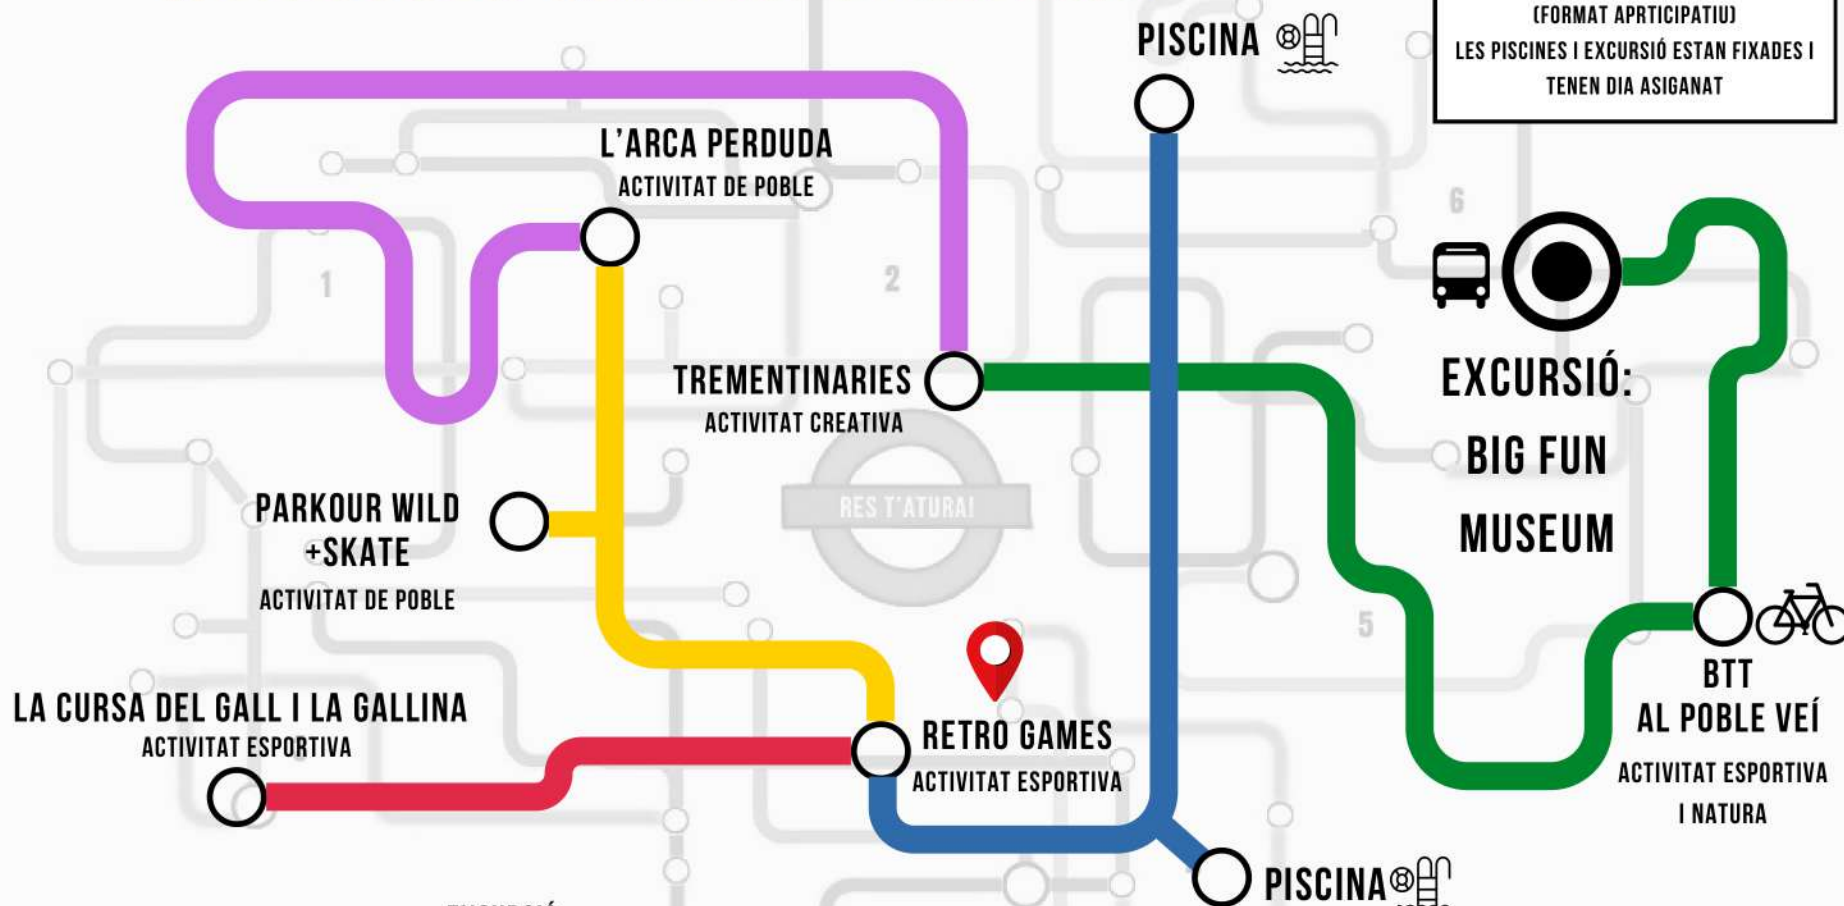 (FORMAT APRTICIPATIU)
LES PISCINES I EXCURSIÓ ESTAN FIXADES I
TENEN DIA ASIGANAT
PISCINA
L'ARCA PERDUDA
ACTIVITAT DE POBLE
6
1
2
TREMENTINARIES
ACTIVITAT CREATIVA
EXCURSIÓ:
BIG FUN
MUSEUM
PARKOUR WILD
+SKATE
ACTIVITAT DE POBLE
RES T'ATURA!
5
BTT
AL POBLE VEÍ
ACTIVITAT ESPORTIVA
I NATURA
LA CURSA DEL GALL I LA GALLINA
ACTIVITAT ESPORTIVA
RETRO GAMES
ACTIVITAT ESPORTIVA
PISCINA